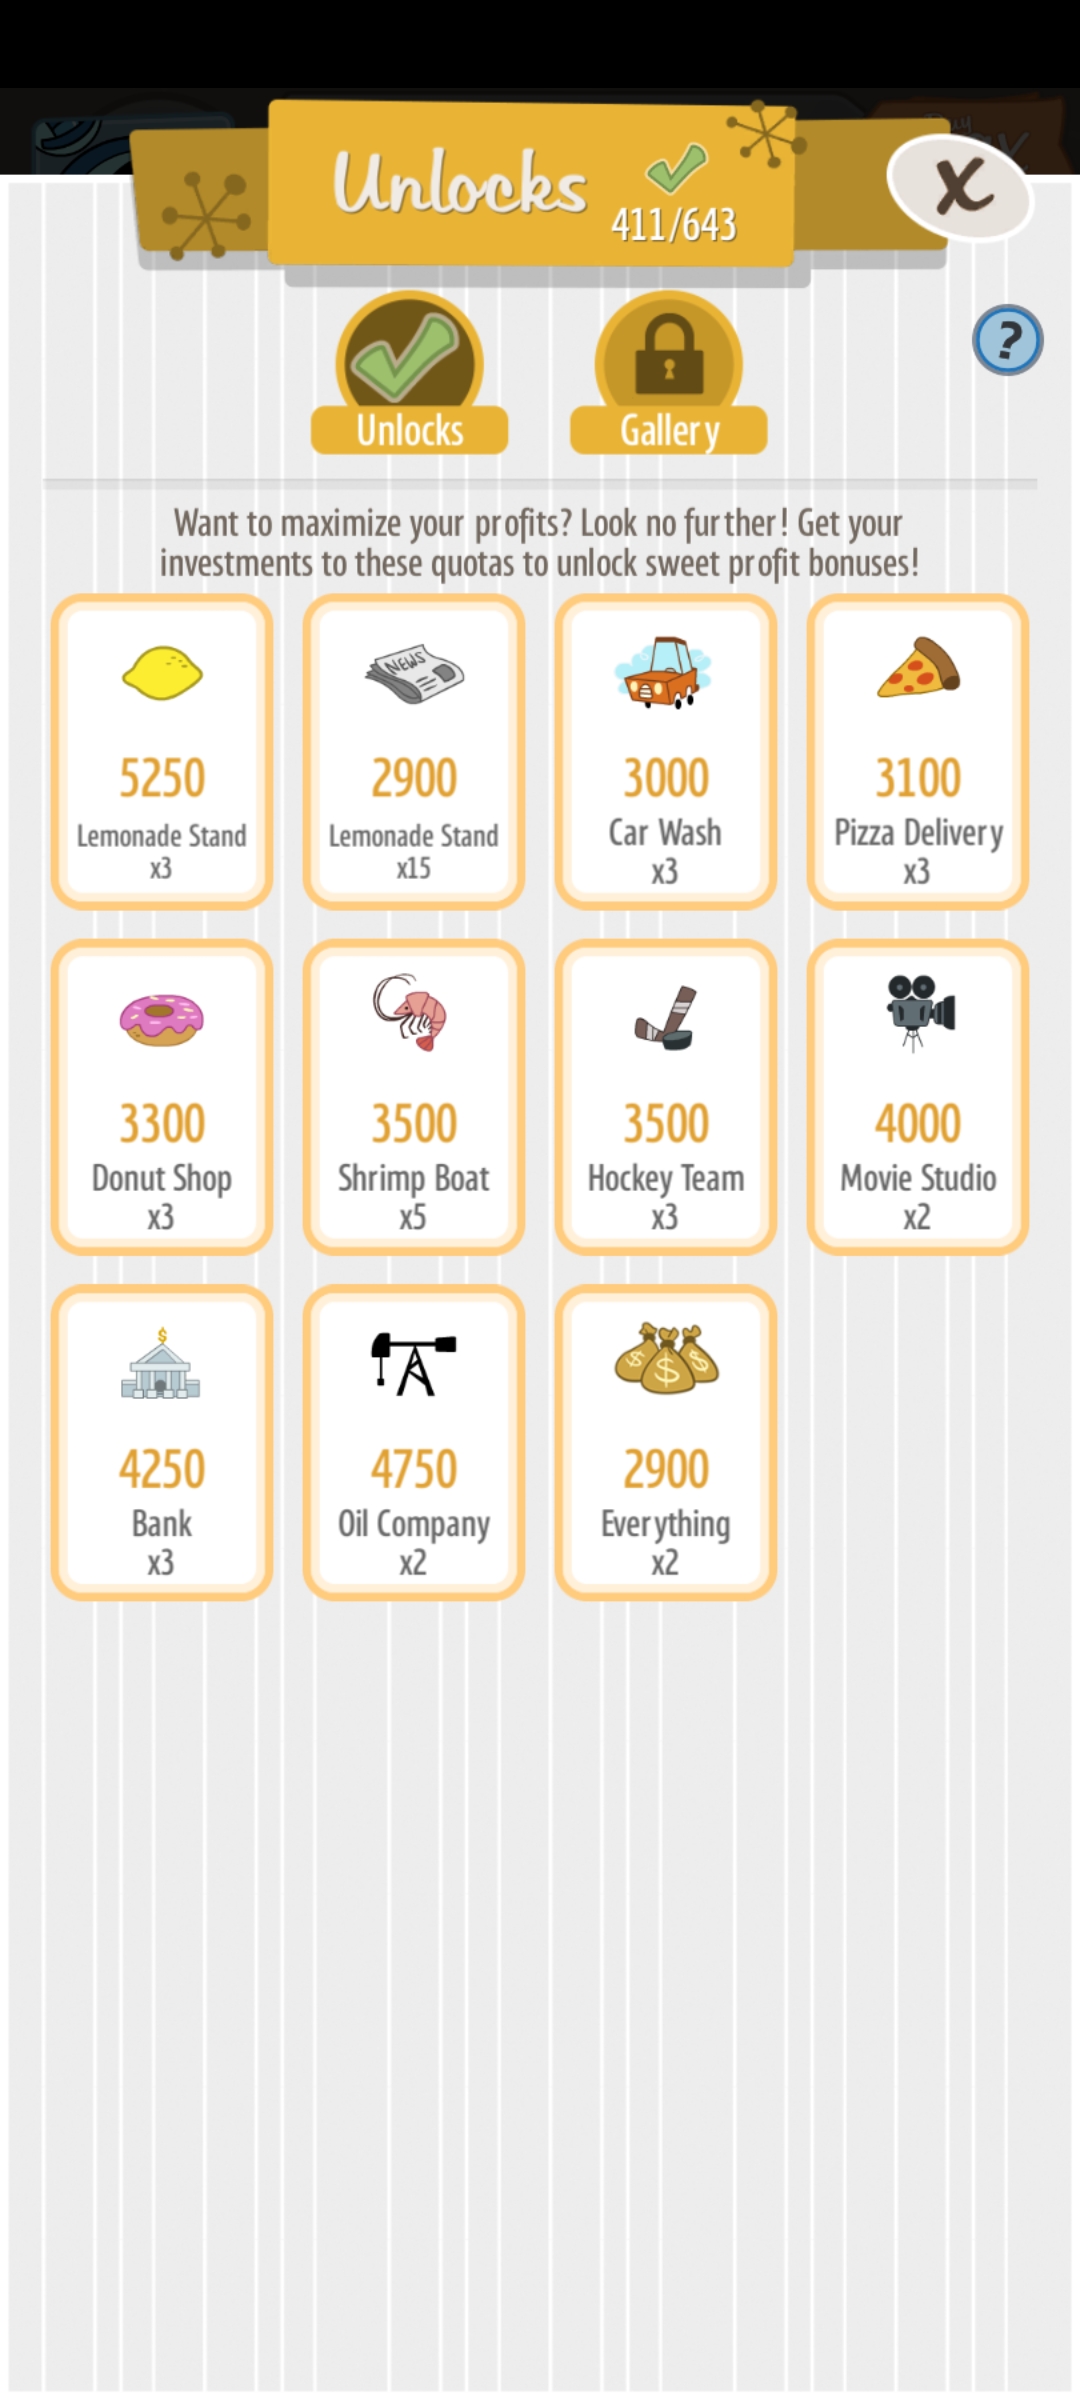 Unlocks
411/643
X
?
Unlocks
Gallery
Want to maximize your profits? Look no further! Get your
investments to these quotas to unlock sweet profit bonuses!
5250
Lemonade Stand
x3
NEWS
2900
Lemonade Stand
x15
3000
Car Wash
x3
3100
Pizza Delivery
x3
3300
Donut Shop
x3
3500
Shrimp Boat
x5
3500
Hockey Team
x3
4000
Movie Studio
x2
$
4250
Bank
x3
4750
Oil Company
x2
$ $ $
2900
Everything
x2